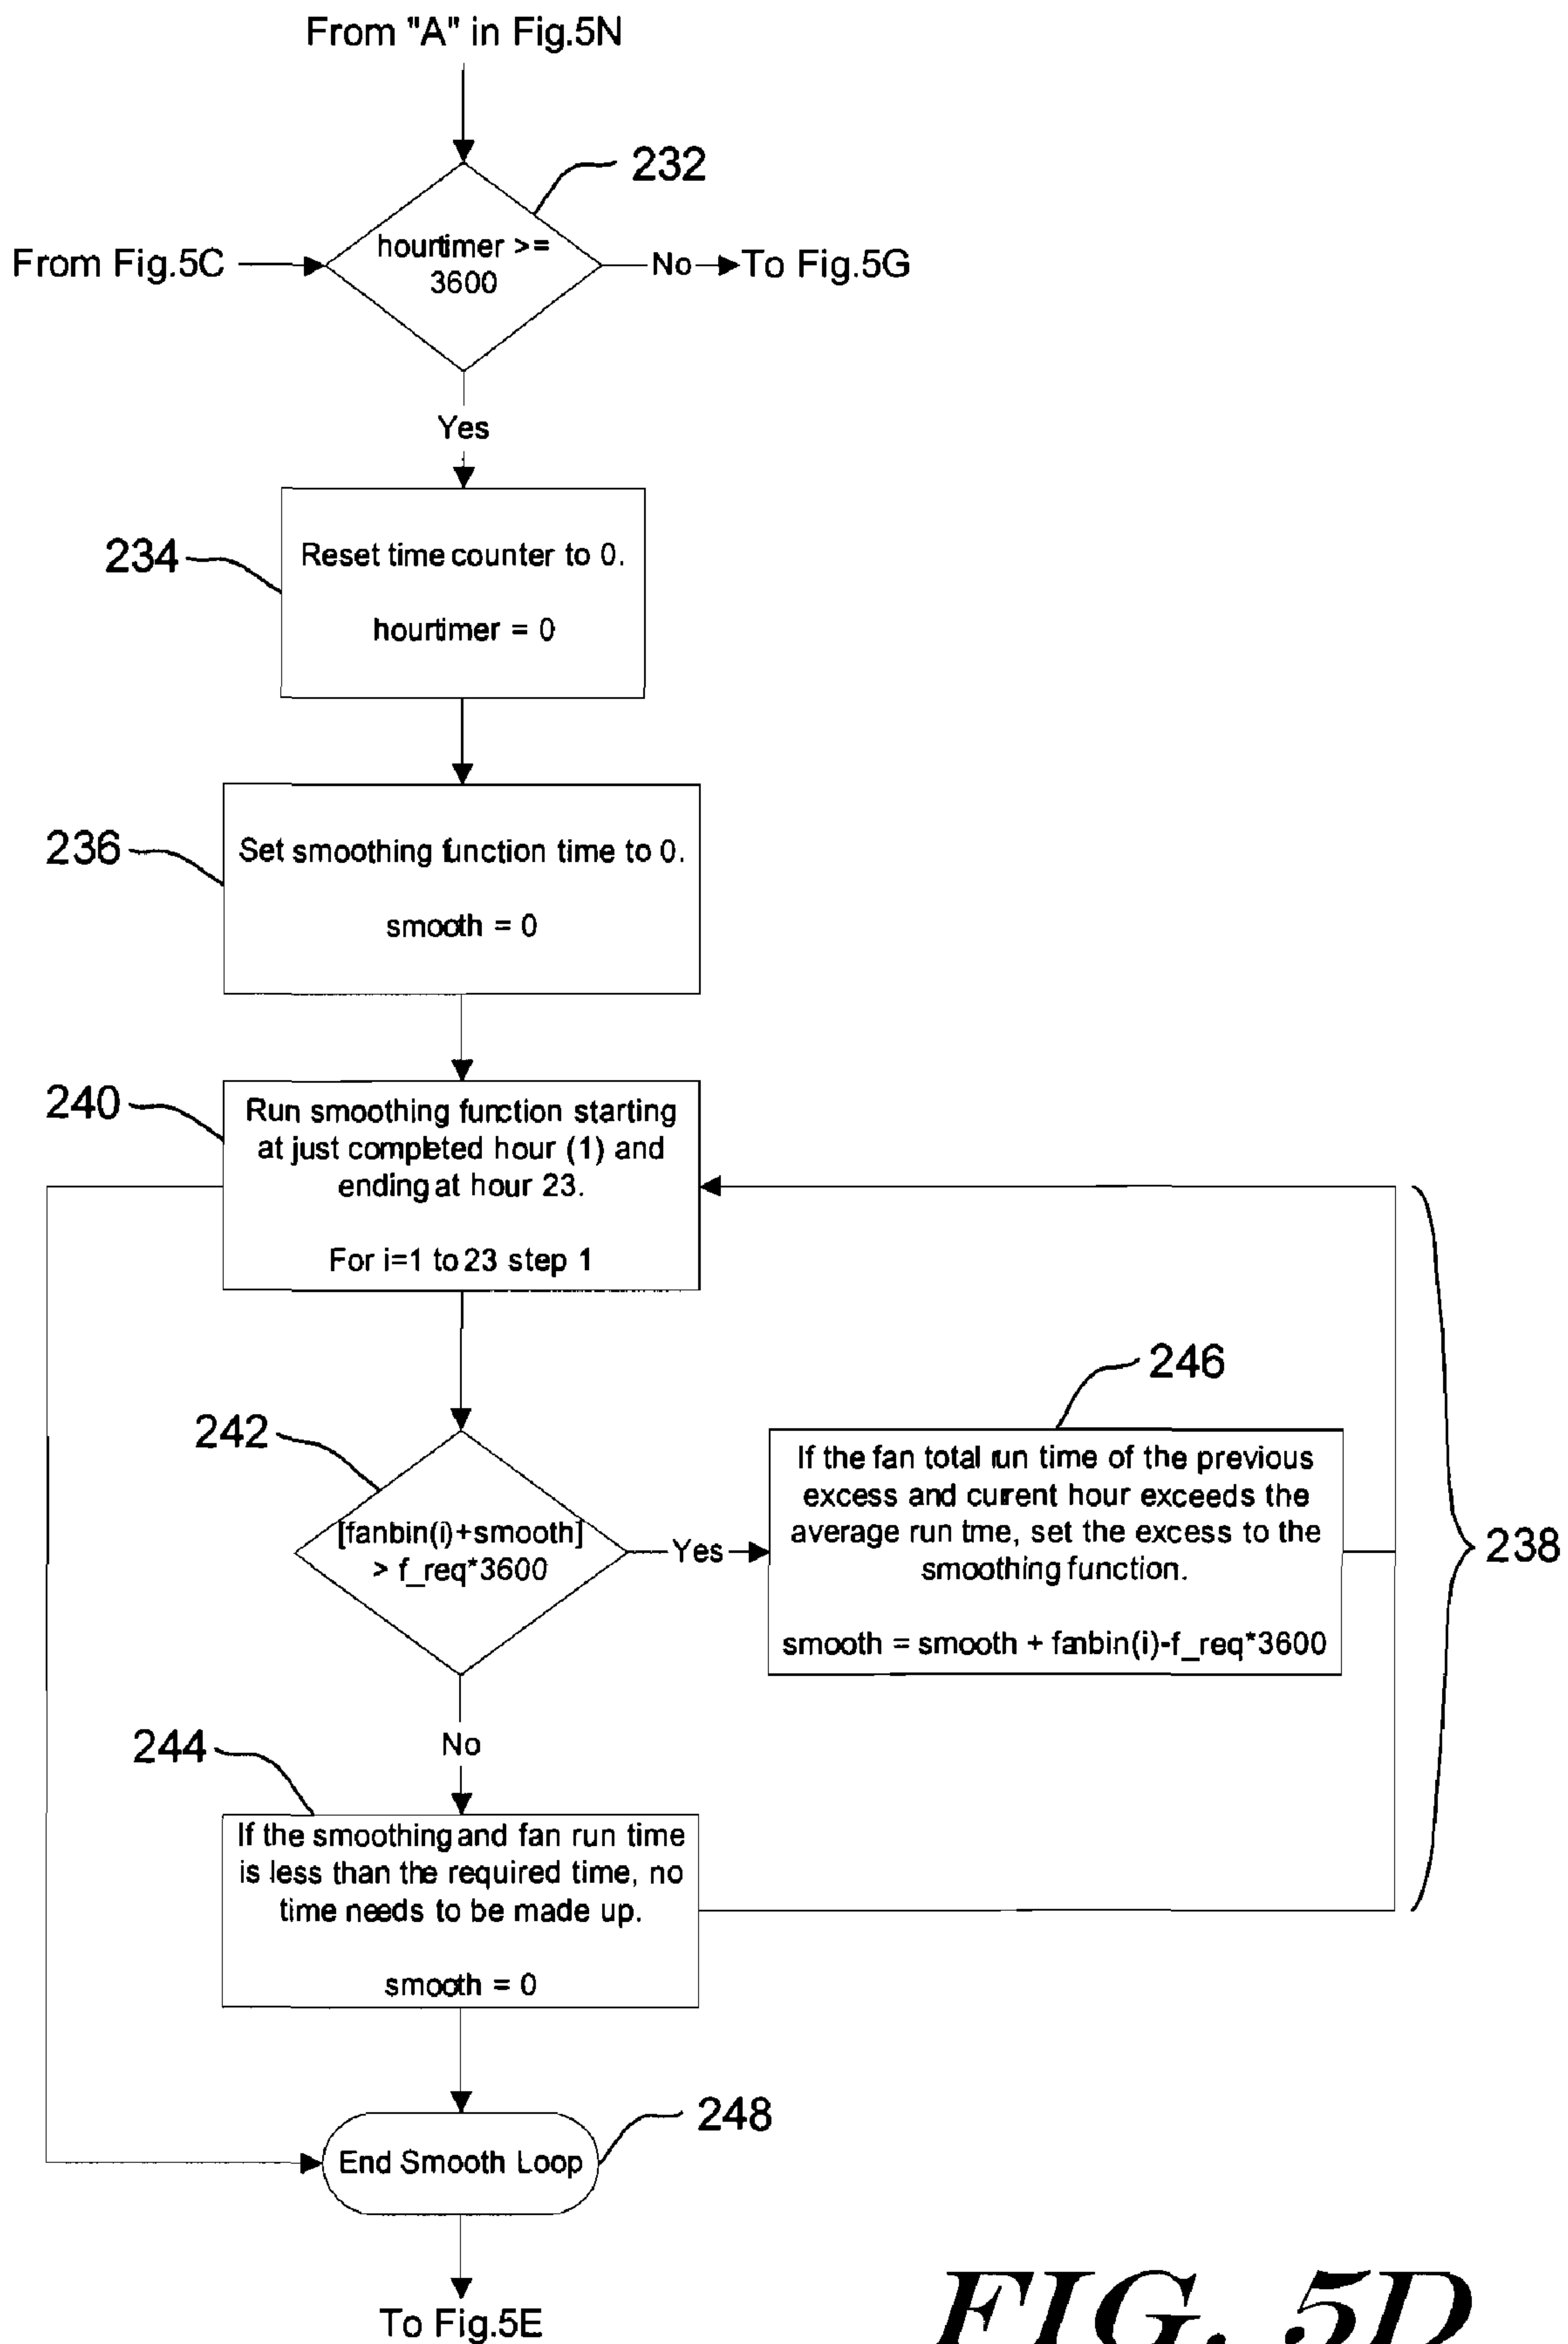 From "A" in Fig.5N
232
hourtimer >=
3600
From Fig.5C
No
To Fig.5G
Yes
234
Reset time counter to 0.
hourtimer = 0
236
Set smoothing function time to 0.
smooth = 0
240
Run smoothing function starting
at just completed hour (1) and
ending at hour 23.
For i=1 to 23 step 1
242
[fanbin(i)+smooth]
> f_req*3600
Yes
246
If the fan total run time of the previous
excess and current hour exceeds the
average run tme, set the excess to the
smoothing function.
smooth = smooth + fanbin(i)-f_req*3600
238
No
244
If the smoothing and fan run time
is less than the required time, no
time needs to be made up.
smooth = 0
248
End Smooth Loop
To Fig.5E
FIG. 5D